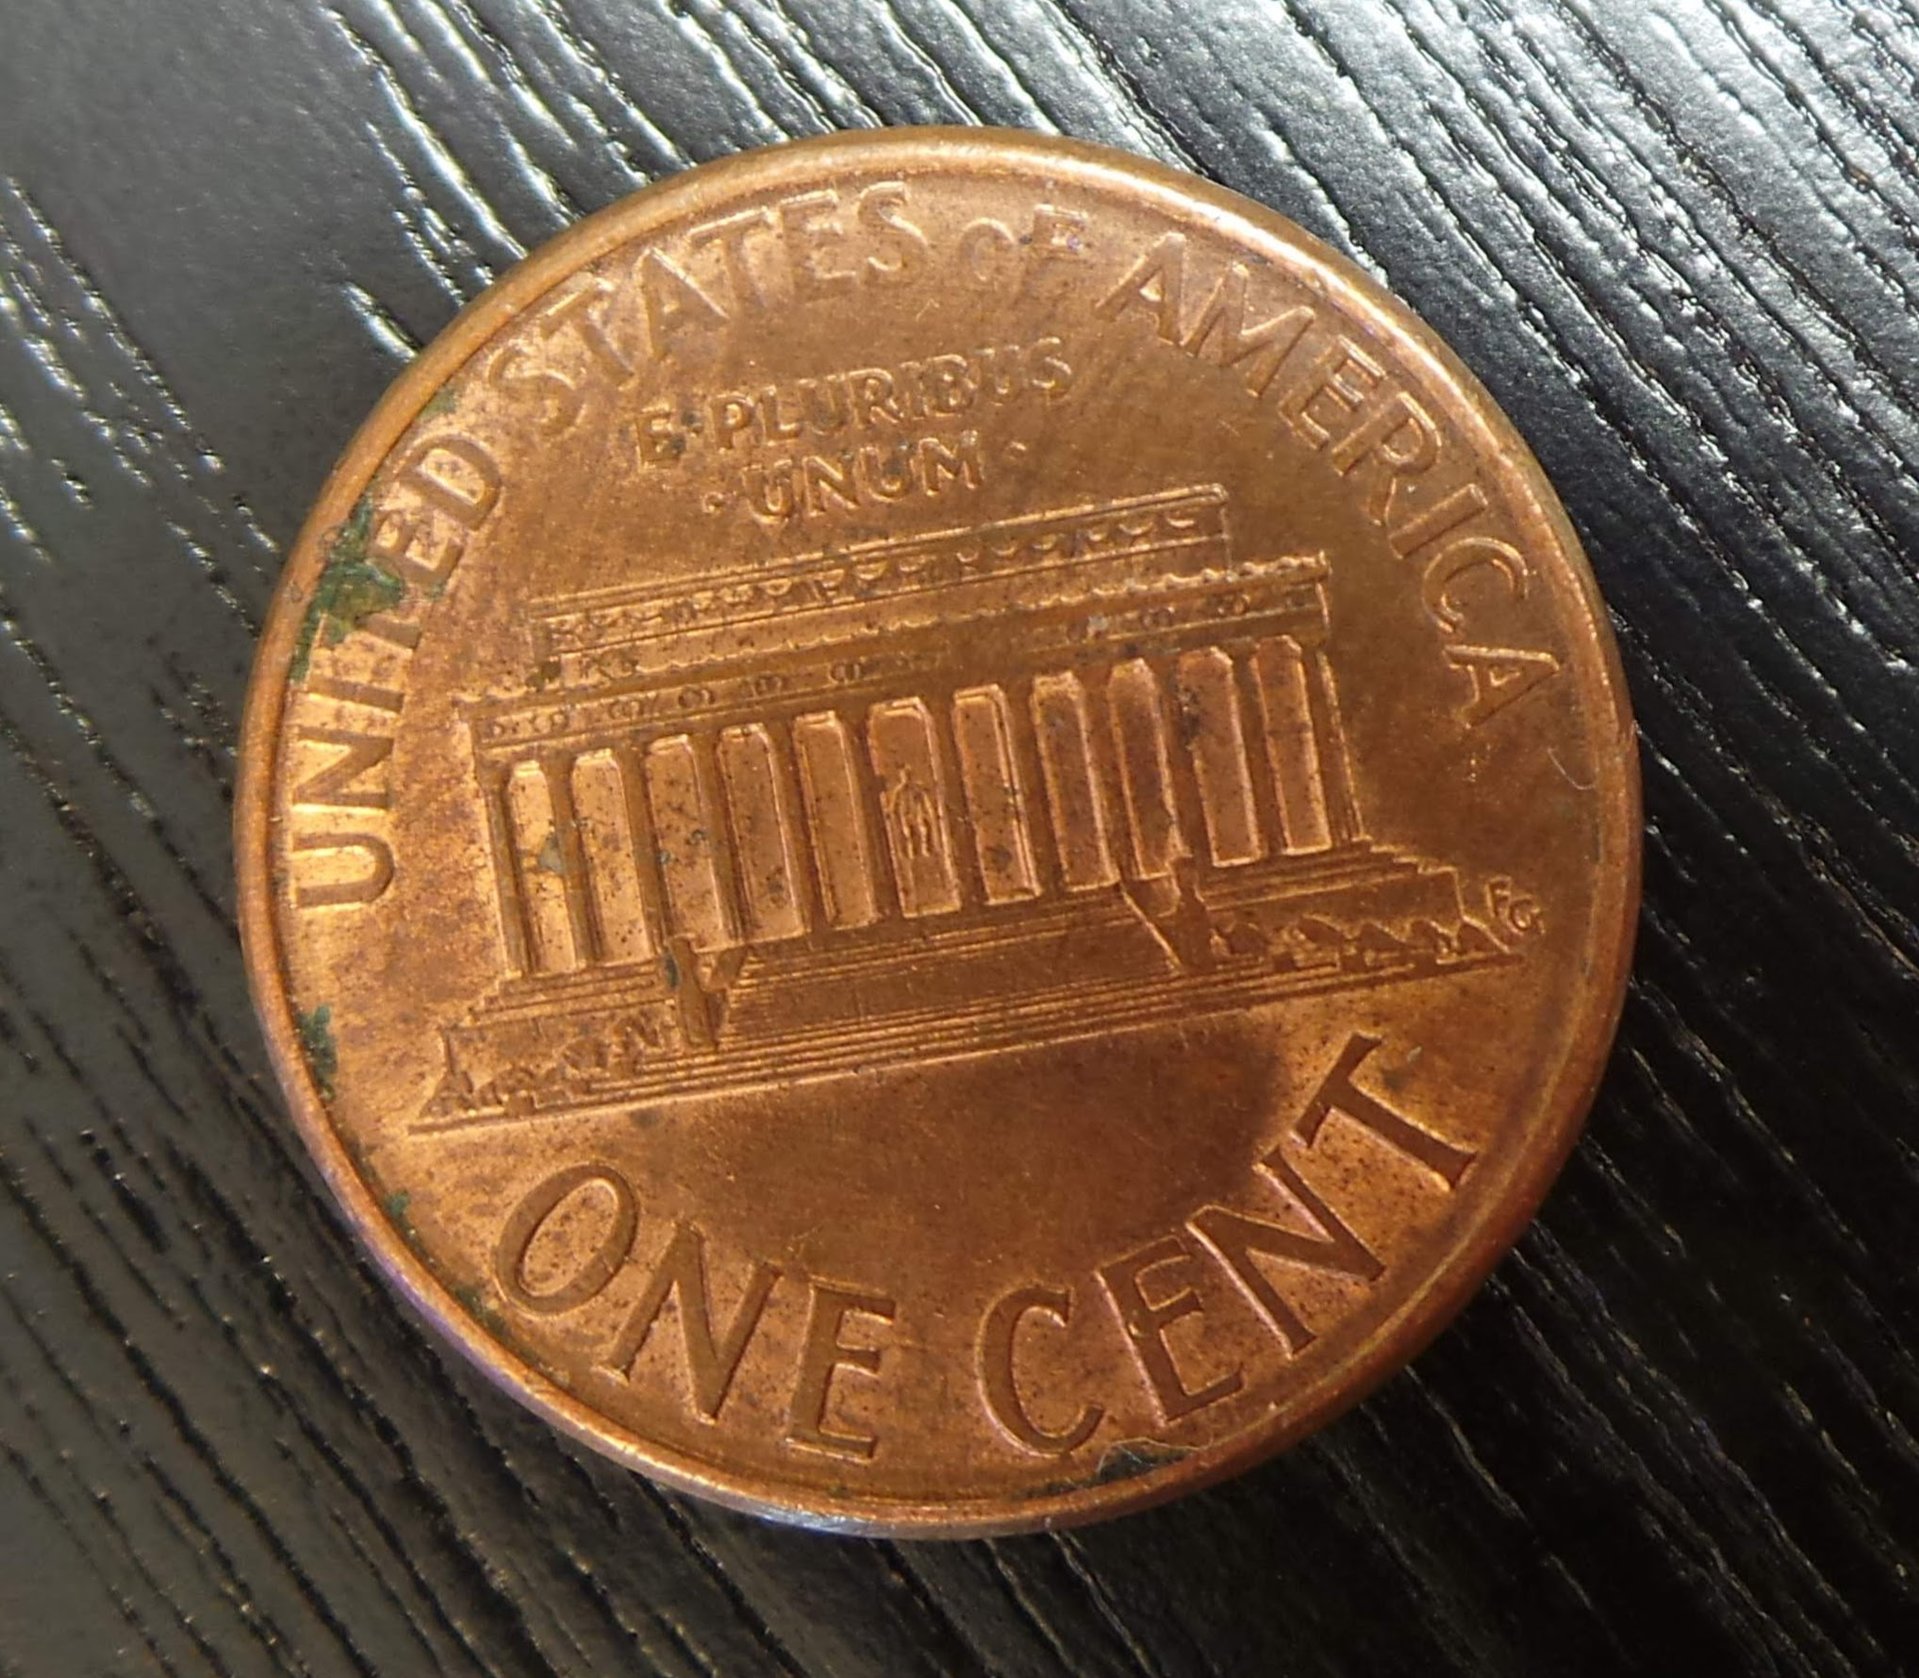 UNITED STATES OF AMERICA
E·PLURIBUS
·UNUM·
FG
ONE CENT